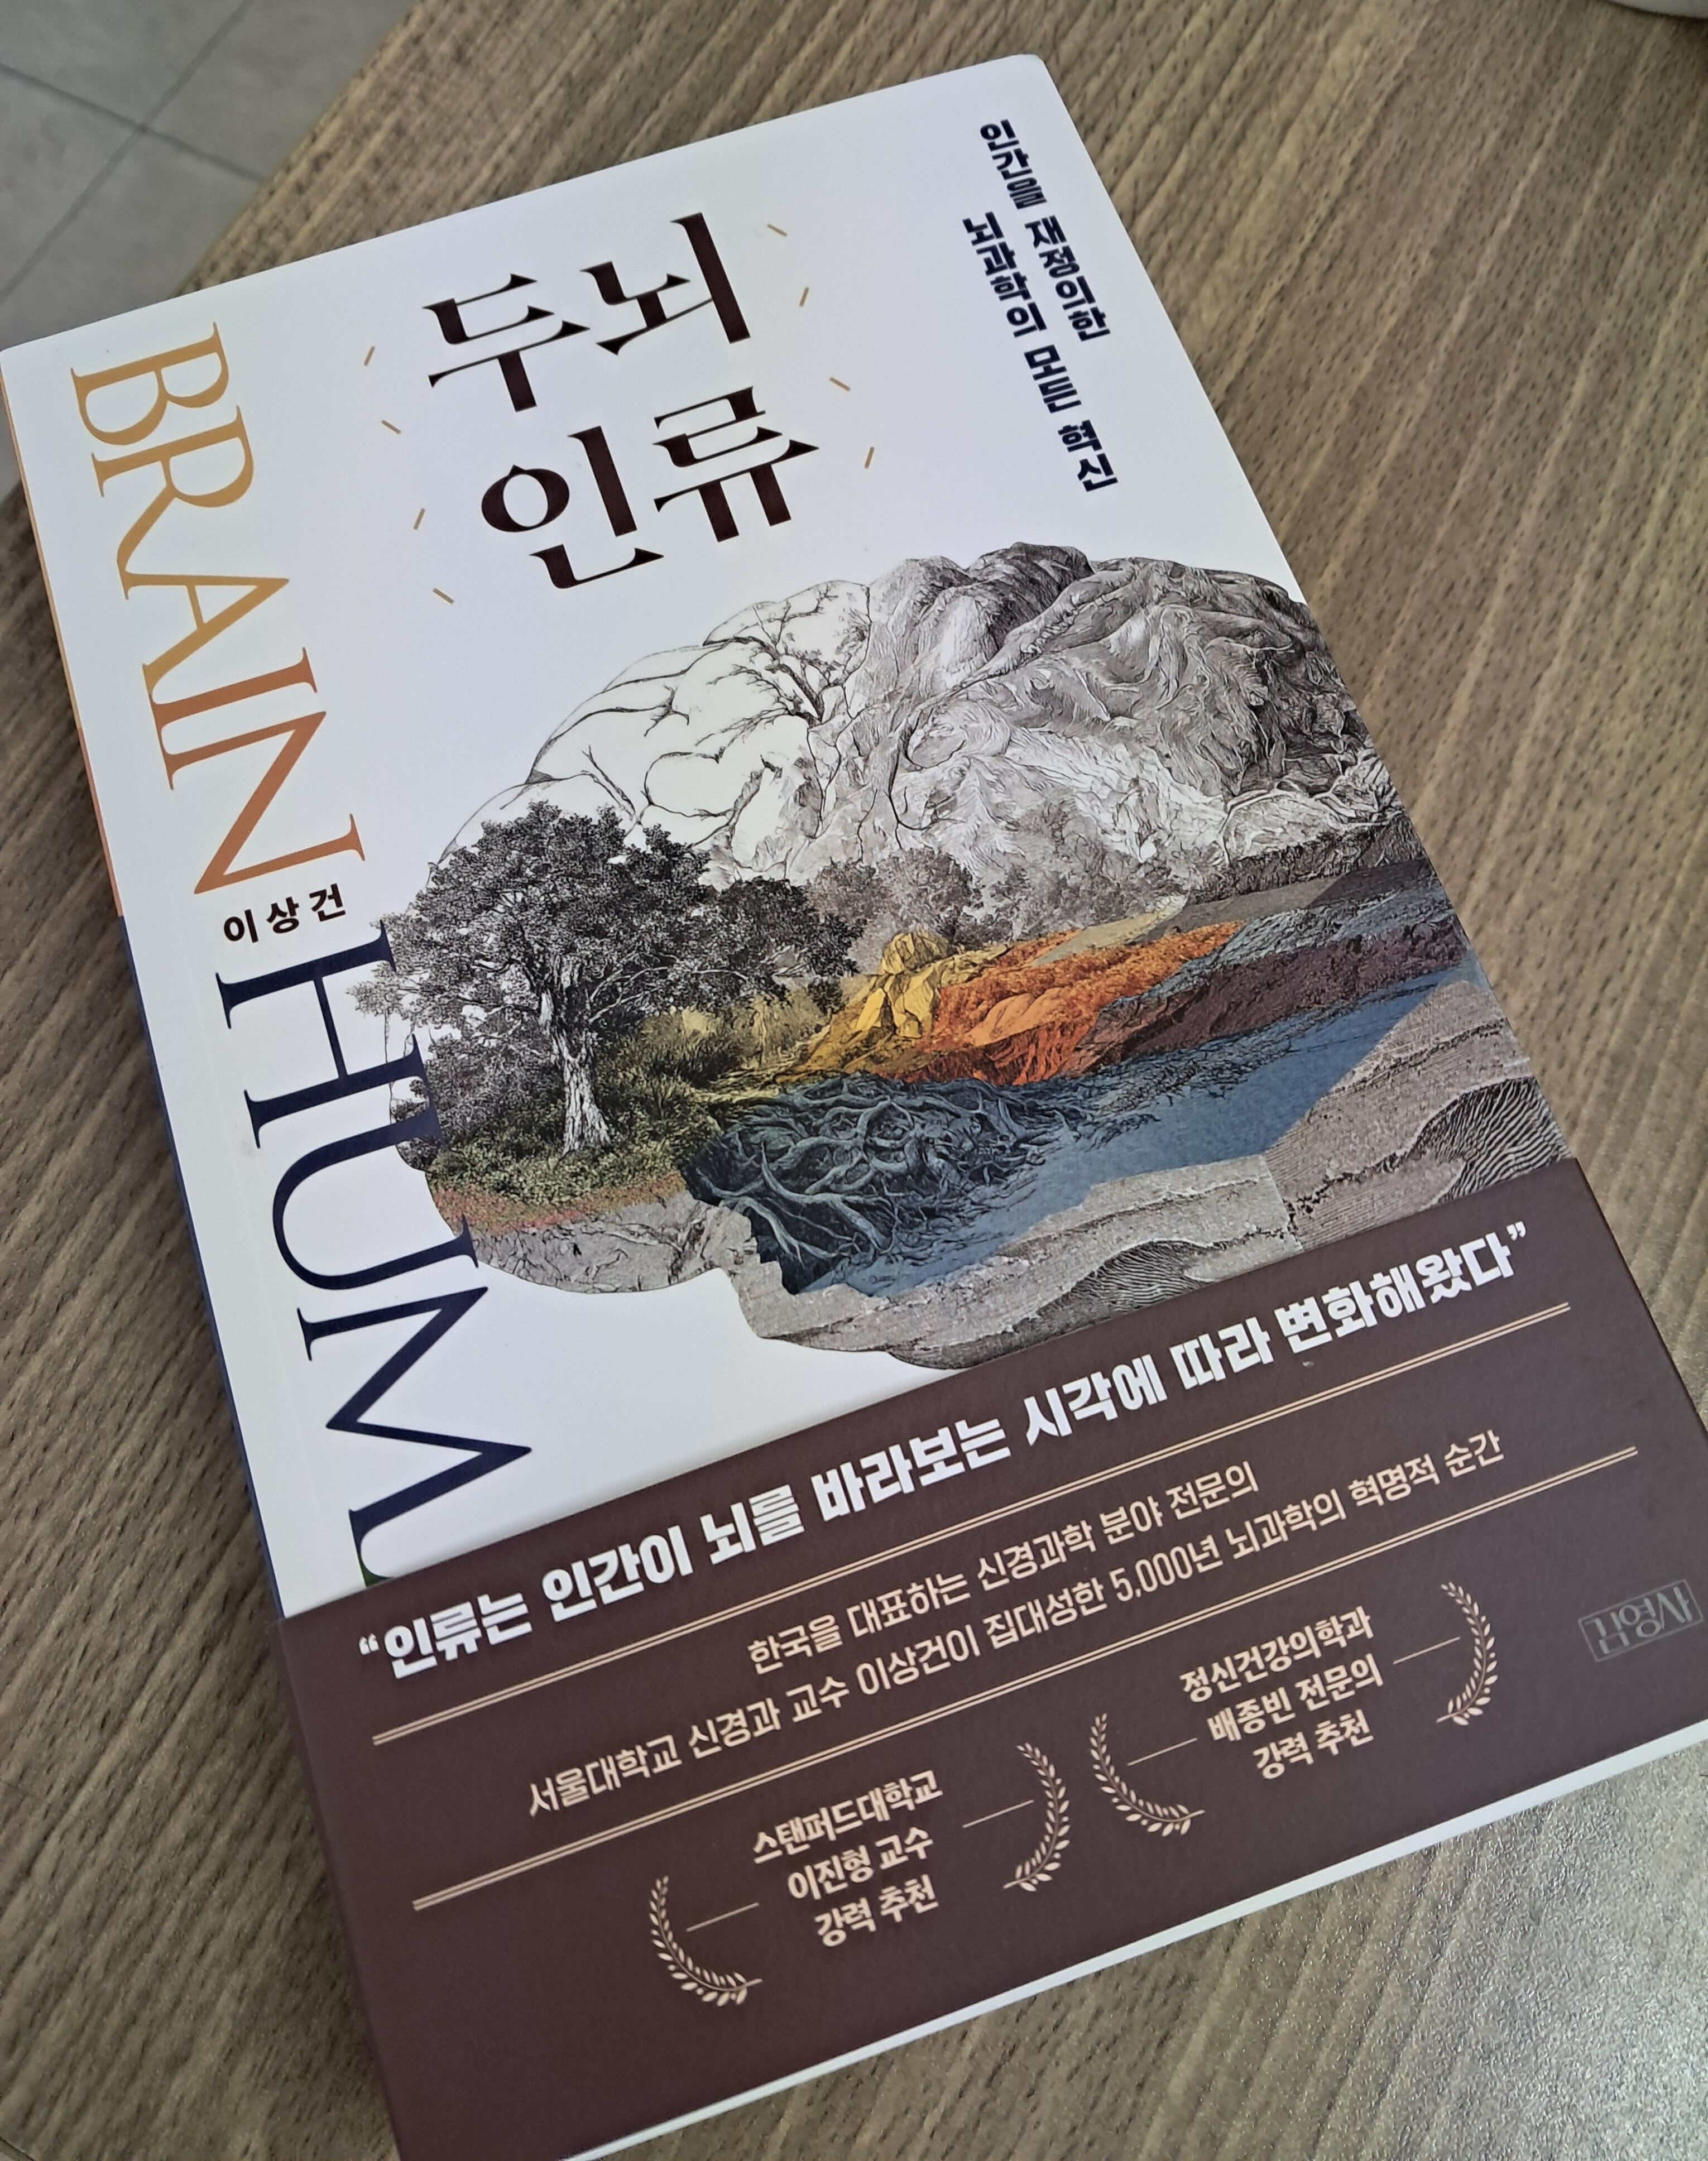 인간을 재정의한
뇌과학의 모든 혁신
두뇌
인류
BRAIN
이상건
HUM
“인류는 인간이 뇌를 바라보는 시각에 따라 변화해왔다”
한국을 대표하는 신경과학 분야 전문의
서울대학교 신경과 교수 이상건이 집대성한 5,000년 뇌과학의 혁명적 순간
스탠퍼드대학교
이진형 교수
강력 추천
정신건강의학과
배종빈 전문의
강력 추천
김영사